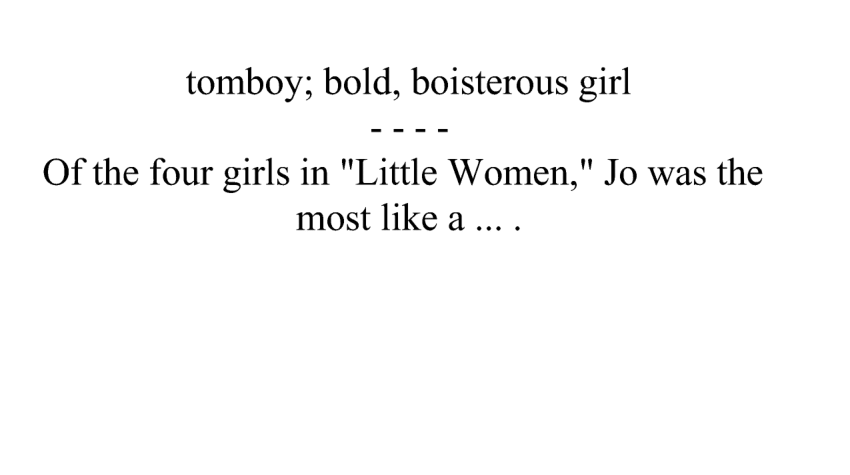 tomboy; bold, boisterous girl
- - - -
Of the four girls in "Little Women," Jo was the
most like a ... .